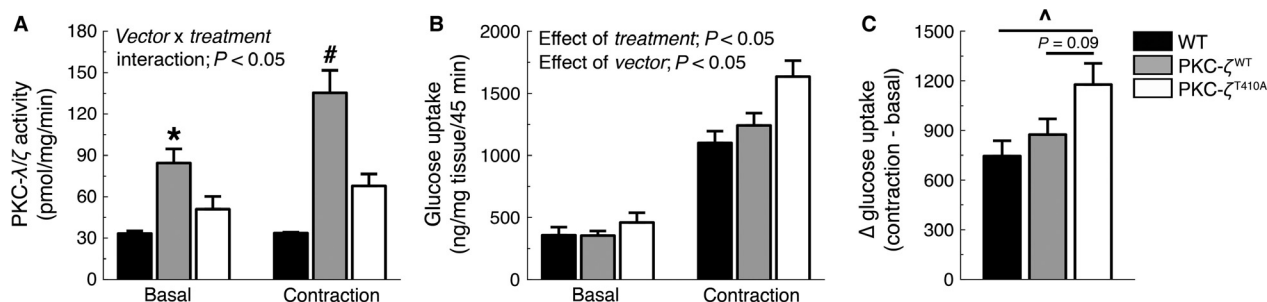 A
PKC-λ/ζ activity
(pmol/mg/min)
180
150
120
90
60
30
0
Vector x treatment
interaction; P < 0.05
*
#
Basal
Contraction
B
Glucose uptake
(ng/mg tissue/45 min)
2000
1500
1000
500
0
Effect of treatment; P < 0.05
Effect of vector; P < 0.05
Basal
Contraction
C
Δ glucose uptake
(contraction - basal)
1500
1200
900
600
300
0
^
P = 0.09
WT
PKC-ζWT
PKC-ζT410A